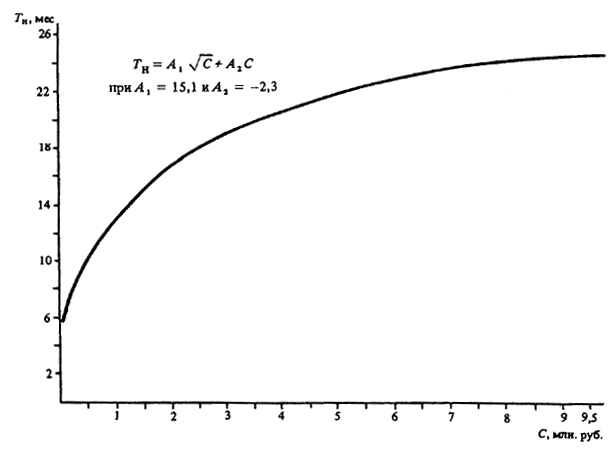 Tн, мес
26
Tн = A₁ √C + A₂ C
при A₁ = 15,1 и A₂ = −2,3
22
18
14
10
6
2
1 2 3 4 5 6 7 8 9 9,5
C, млн. руб.